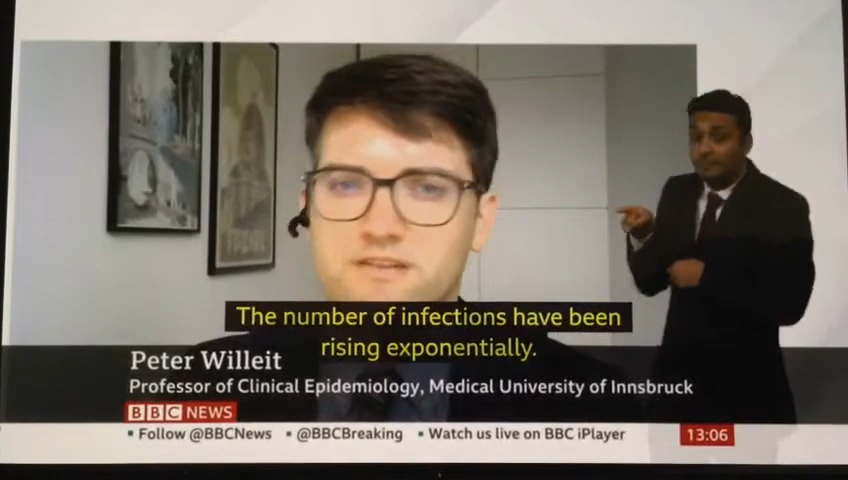 The number of infections have been
rising exponentially.
Peter Willeit
Professor of Clinical Epidemiology, Medical University of Innsbruck
BBC NEWS
▪ Follow @BBCNews ▪ @BBCBreaking ▪ Watch us live on BBC iPlayer
13:06